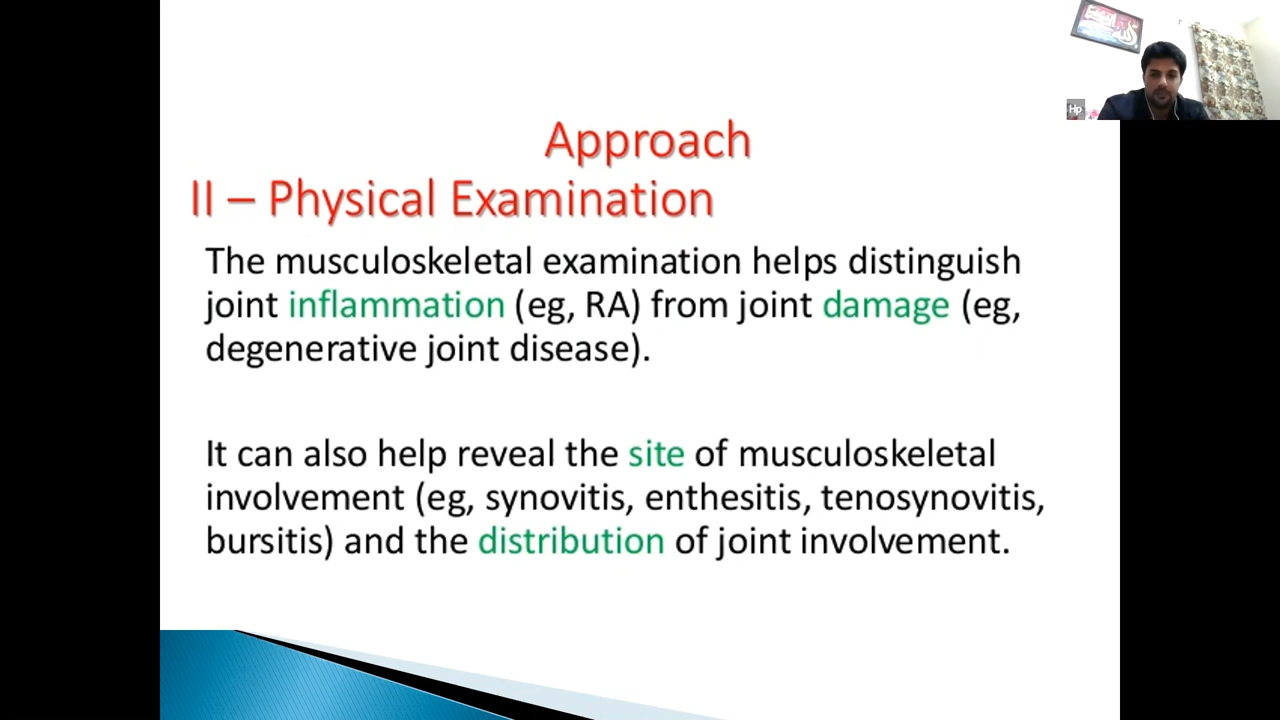 Approach
II – Physical Examination
The musculoskeletal examination helps distinguish
joint inflammation (eg, RA) from joint damage (eg,
degenerative joint disease).
It can also help reveal the site of musculoskeletal
involvement (eg, synovitis, enthesitis, tenosynovitis,
bursitis) and the distribution of joint involvement.
Hp